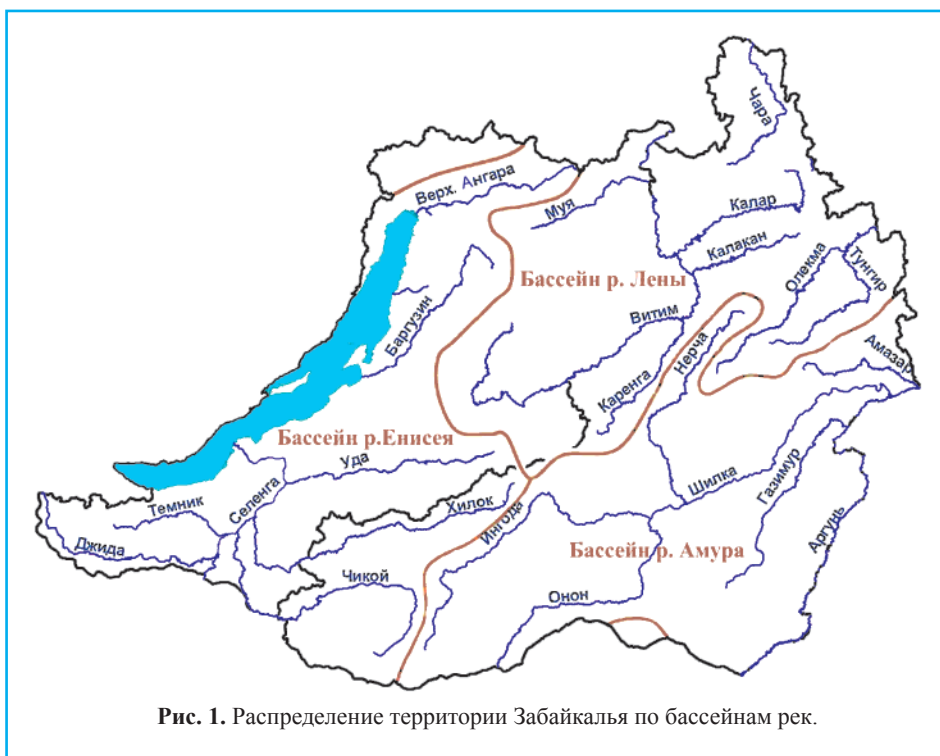 Чара
Верх. Ангара
Муя
Калар
Калакан
Олекма
Тунгир
Бассейн р. Лены
Баргузин
Витим
Нерча
Амазар
Каренга
Бассейн р.Енисея
Уда
Шилка
Газимур
Темник
Селенга
Хилок
Ингода
Аргунь
Джида
Бассейн р. Амура
Чикой
Онон
Рис. 1. Распределение территории Забайкалья по бассейнам рек.